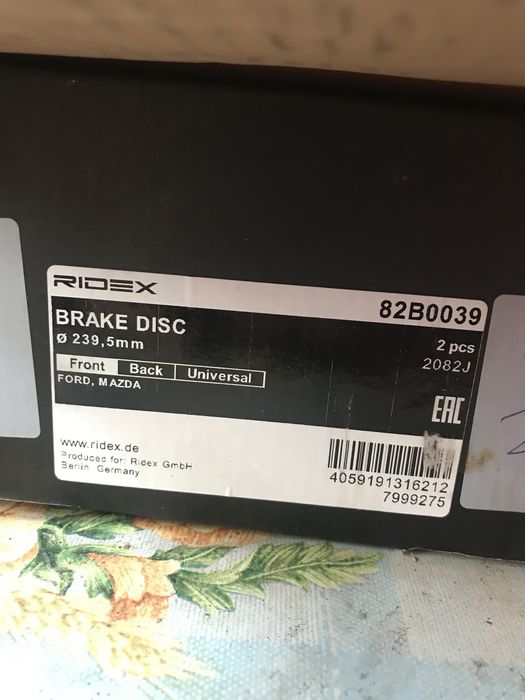 RIDEX
82B0039
BRAKE DISC
2 pcs
Ø 239,5mm
2082J
Front Back Universal
FORD, MAZDA
EAC
www.ridex.de
Produced for: Ridex GmbH
Berlin, Germany
4059191316212
7999275